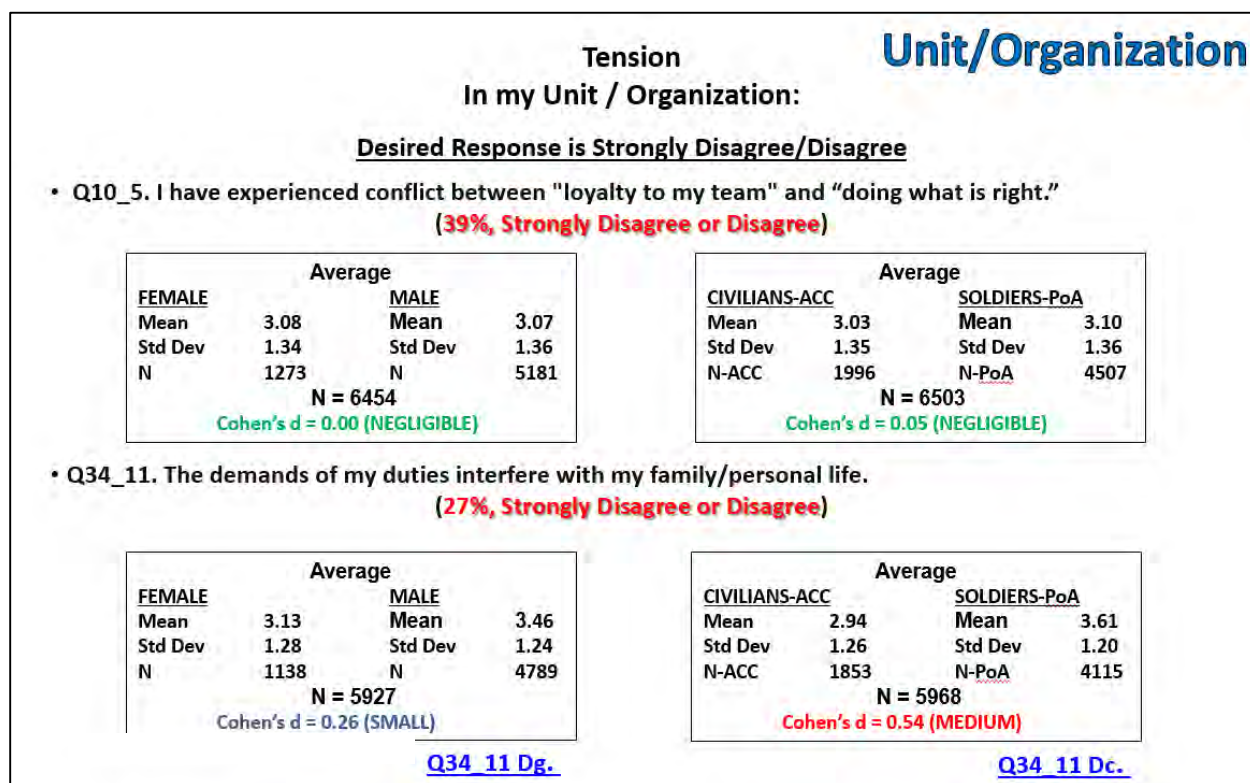 Unit/Organization
Tension
In my Unit / Organization:
Desired Response is Strongly Disagree/Disagree
• Q10_5. I have experienced conflict between "loyalty to my team" and “doing what is right.”
(39%, Strongly Disagree or Disagree)
Average
FEMALE MALE
Mean 3.08 Mean 3.07
Std Dev 1.34 Std Dev 1.36
N 1273 N 5181
N = 6454
Cohen's d = 0.00 (NEGLIGIBLE)
Average
CIVILIANS-ACC SOLDIERS-PoA
Mean 3.03 Mean 3.10
Std Dev 1.35 Std Dev 1.36
N-ACC 1996 N-PoA 4507
N = 6503
Cohen's d = 0.05 (NEGLIGIBLE)
• Q34_11. The demands of my duties interfere with my family/personal life.
(27%, Strongly Disagree or Disagree)
Average
FEMALE MALE
Mean 3.13 Mean 3.46
Std Dev 1.28 Std Dev 1.24
N 1138 N 4789
N = 5927
Cohen's d = 0.26 (SMALL)
Q34_11 Dg.
Average
CIVILIANS-ACC SOLDIERS-PoA
Mean 2.94 Mean 3.61
Std Dev 1.26 Std Dev 1.20
N-ACC 1853 N-PoA 4115
N = 5968
Cohen's d = 0.54 (MEDIUM)
Q34_11 Dc.